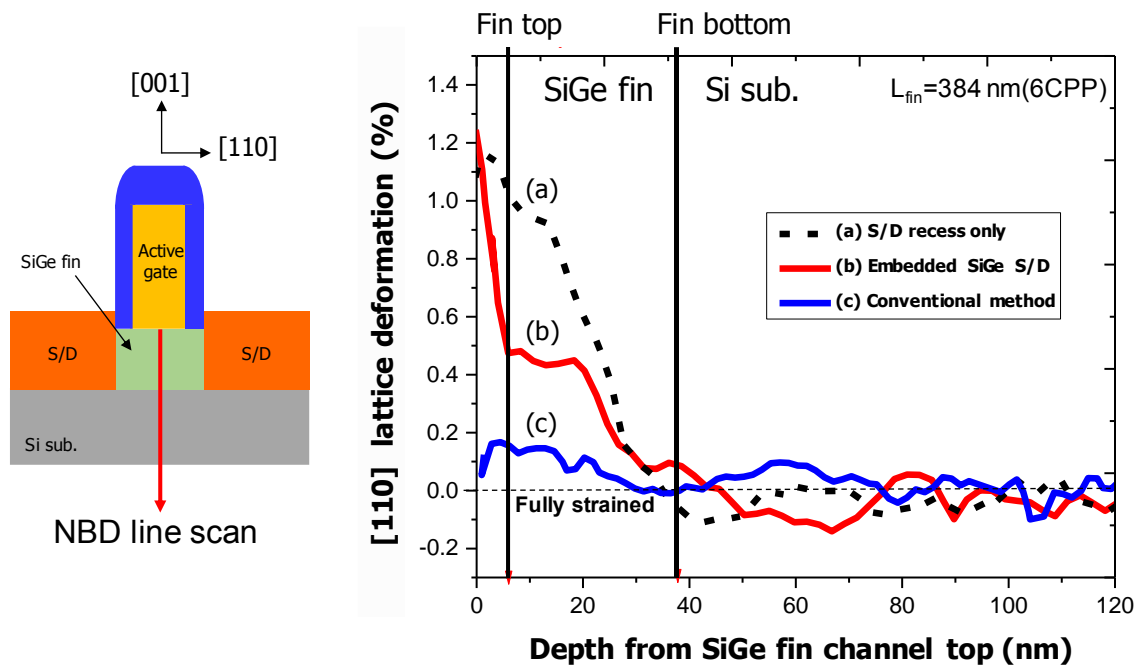 Fin top
Fin bottom
[001]
[110]
SiGe fin
Active
gate
S/D
S/D
Si sub.
NBD line scan
[110] lattice deformation (%)
1.4
1.2
1.0
0.8
0.6
0.4
0.2
0.0
-0.2
SiGe fin
Si sub.
L_fin=384 nm(6CPP)
(a)
(b)
(c)
(a) S/D recess only
(b) Embedded SiGe S/D
(c) Conventional method
Fully strained
0
20
40
60
80
100
120
Depth from SiGe fin channel top (nm)